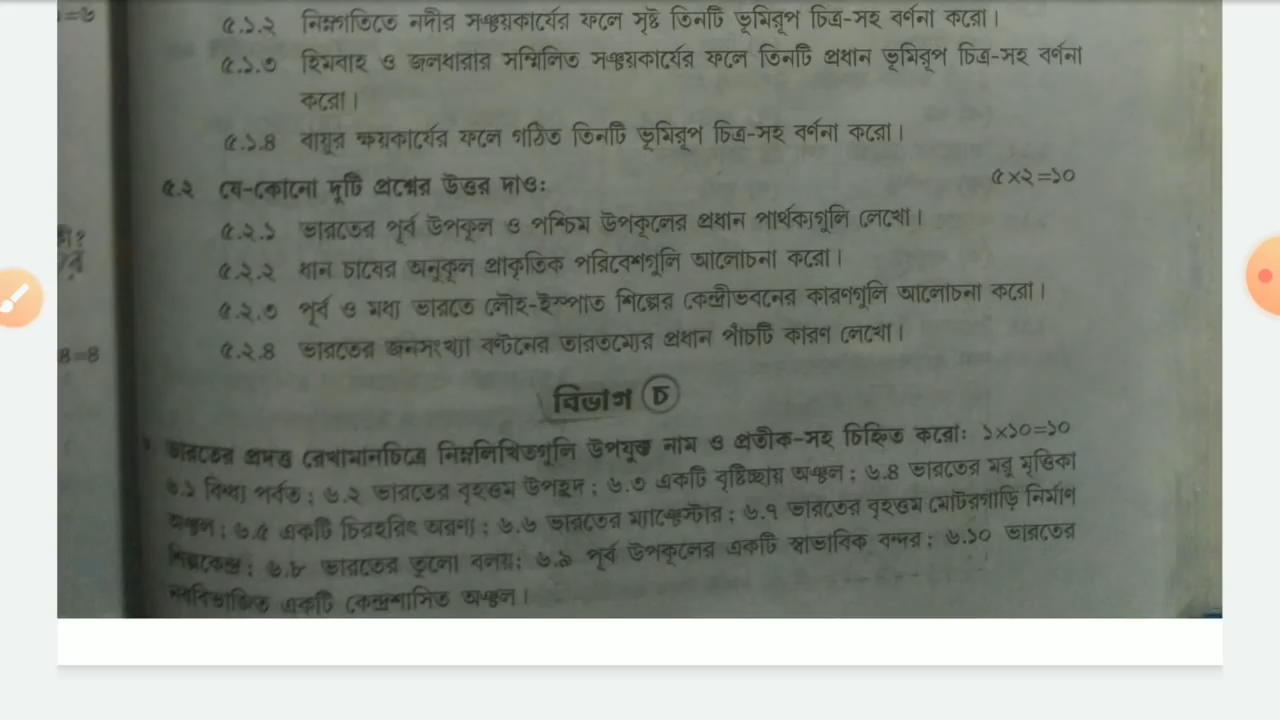 =৬
৫.১.২ নিম্নগতিতে নদীর সঞ্চয়কার্যের ফলে সৃষ্ট তিনটি ভূমিরূপ চিত্র-সহ বর্ণনা করো।
৫.১.৩ হিমবাহ ও জলধারার সম্মিলিত সঞ্চয়কার্যের ফলে তিনটি প্রধান ভূমিরূপ চিত্র-সহ বর্ণনা
করো।
৫.১.৪ বায়ুর ক্ষয়কার্যের ফলে গঠিত তিনটি ভূমিরূপ চিত্র-সহ বর্ণনা করো।
৫.২ যে-কোনো দুটি প্রশ্নের উত্তর দাও: ৫×২=১০
৫.২.১ ভারতের পূর্ব উপকূল ও পশ্চিম উপকূলের প্রধান পার্থক্যগুলি লেখো।
৫.২.২ ধান চাষের অনুকূল প্রাকৃতিক পরিবেশগুলি আলোচনা করো।
৫.২.৩ পূর্ব ও মধ্য ভারতে লৌহ-ইস্পাত শিল্পের কেন্দ্রীভবনের কারণগুলি আলোচনা করো।
৪=৪
৫.২.৪ ভারতের জনসংখ্যা বণ্টনের তারতম্যের প্রধান পাঁচটি কারণ লেখো।
বিভাগ চ
ভারতের প্রদত্ত রেখামানচিত্রে নিম্নলিখিতগুলি উপযুক্ত নাম ও প্রতীক-সহ চিহ্নিত করো: ১×১০=১০
৬.১ বিন্ধ্য পর্বত; ৬.২ ভারতের বৃহত্তম উপহ্রদ; ৬.৩ একটি বৃষ্টিচ্ছায় অঞ্চল; ৬.৪ ভারতের মরু মৃত্তিকা
অঞ্চল; ৬.৫ একটি চিরহরিৎ অরণ্য; ৬.৬ ভারতের ম্যাঞ্চেস্টার; ৬.৭ ভারতের বৃহত্তম মোটরগাড়ি নির্মাণ
শিল্পকেন্দ্র; ৬.৮ ভারতের তুলো বলয়; ৬.৯ পূর্ব উপকূলের একটি স্বাভাবিক বন্দর; ৬.১০ ভারতের
নববিভাজিত একটি কেন্দ্রশাসিত অঞ্চল।